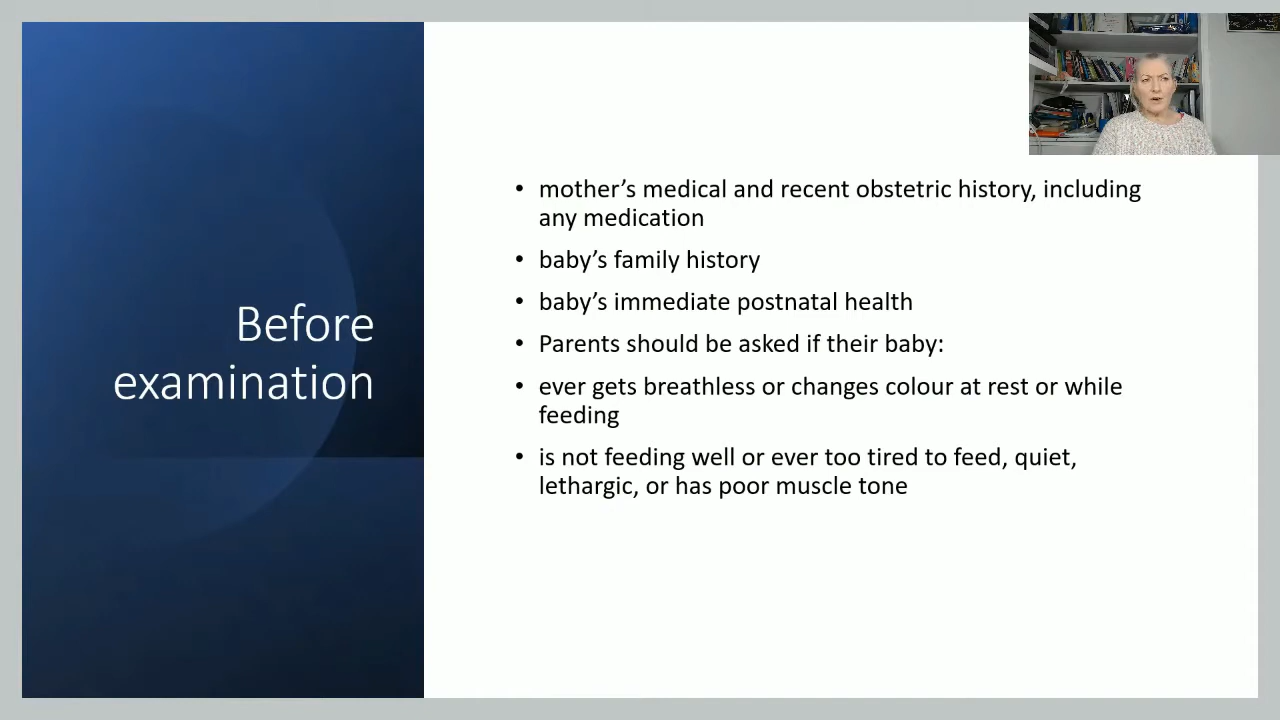 Before
examination
• mother’s medical and recent obstetric history, including
any medication
• baby’s family history
• baby’s immediate postnatal health
• Parents should be asked if their baby:
• ever gets breathless or changes colour at rest or while
feeding
• is not feeding well or ever too tired to feed, quiet,
lethargic, or has poor muscle tone